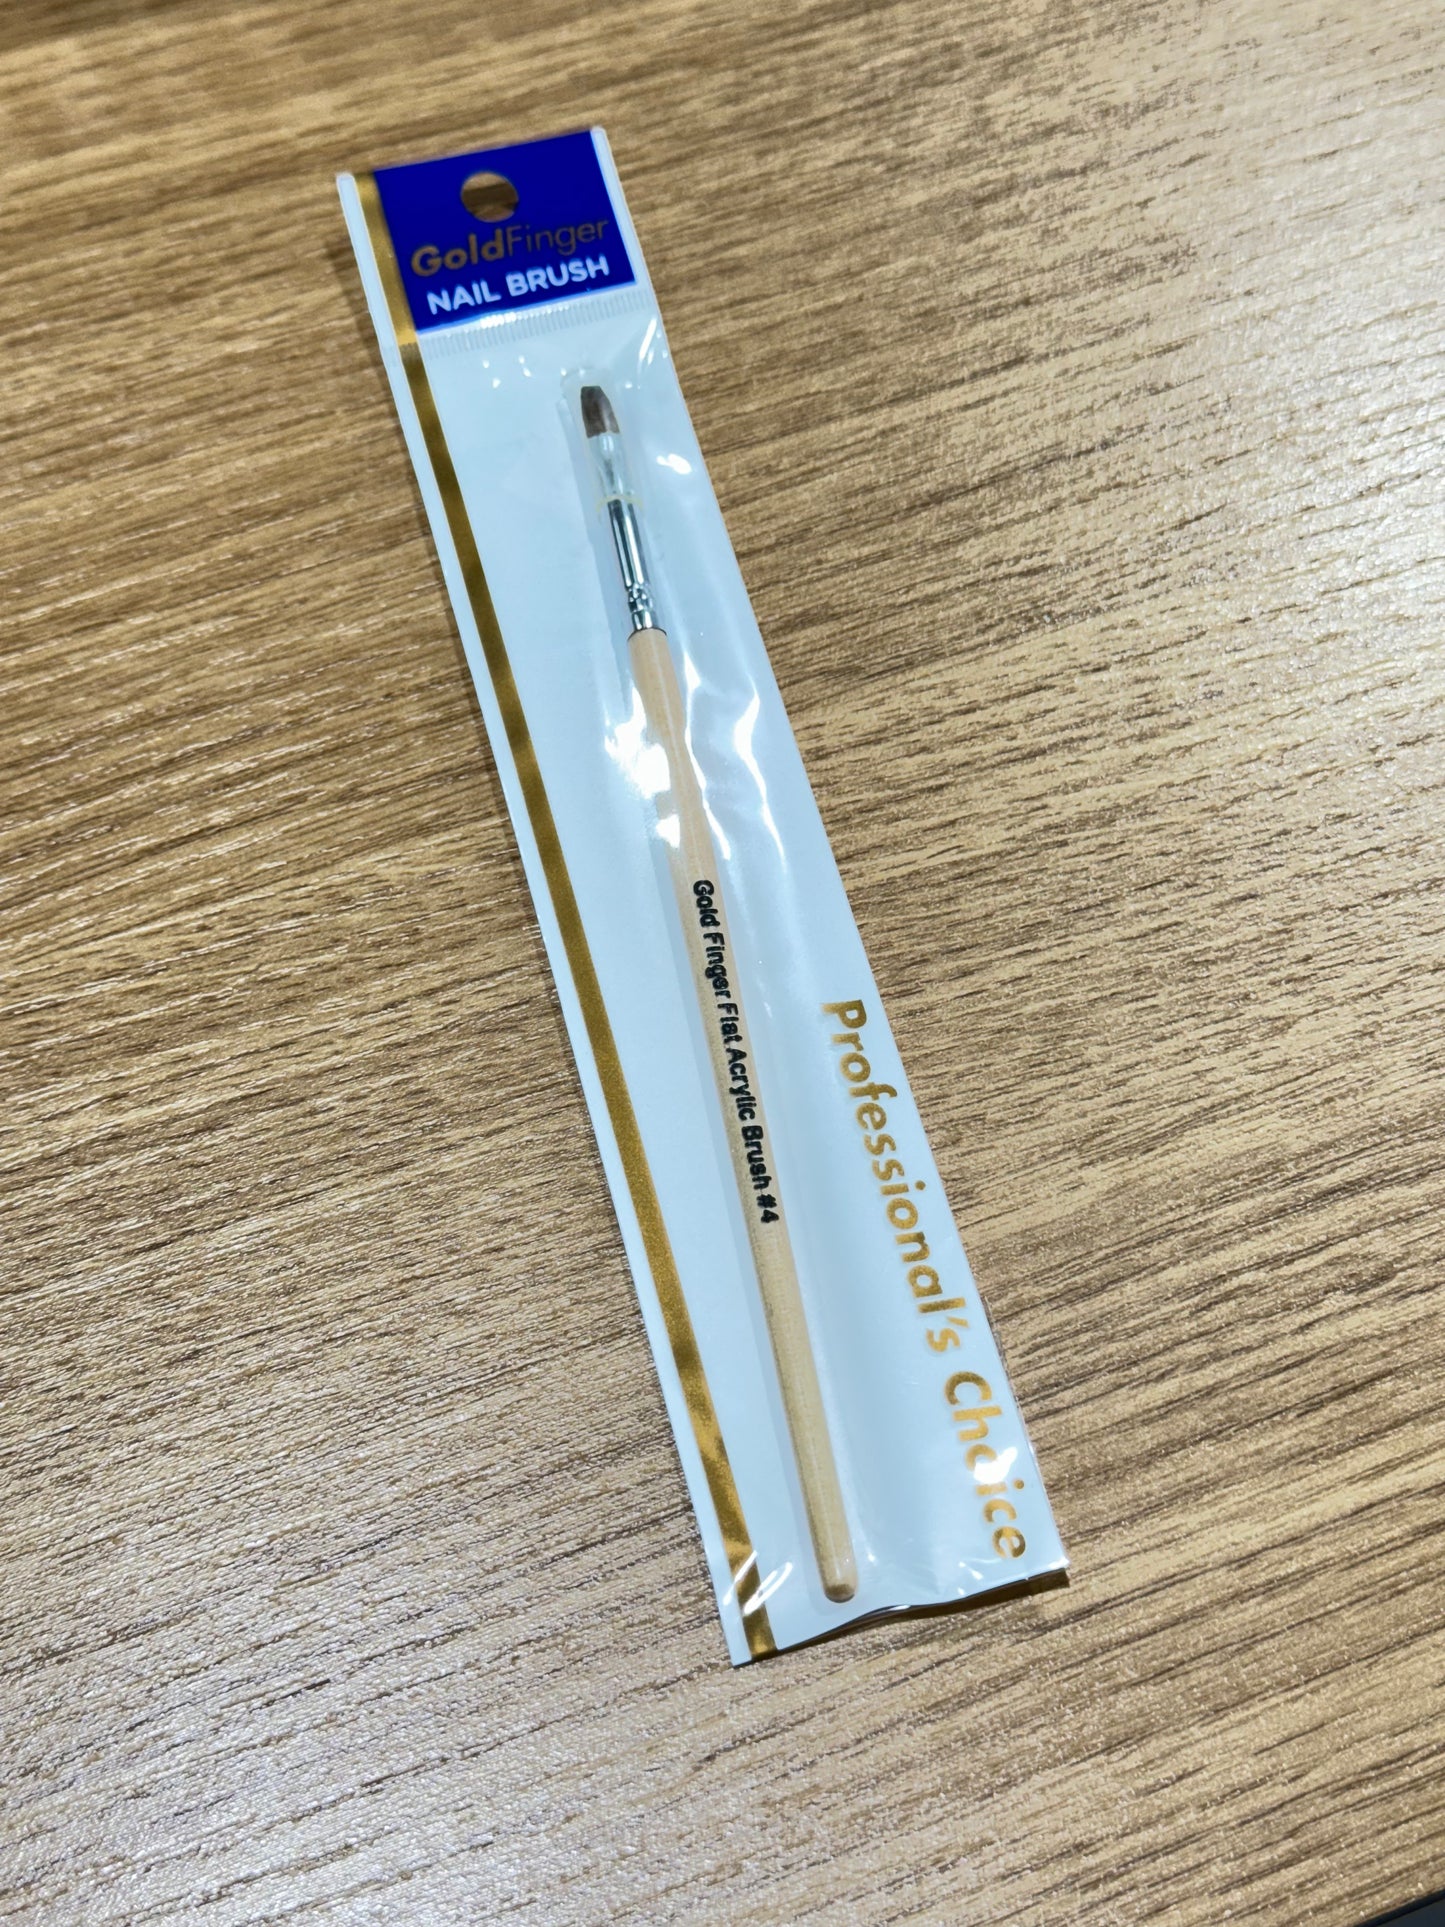 GoldFinger
NAIL BRUSH
Gold Finger Flat Acrylic Brush #4
Professional's Choice